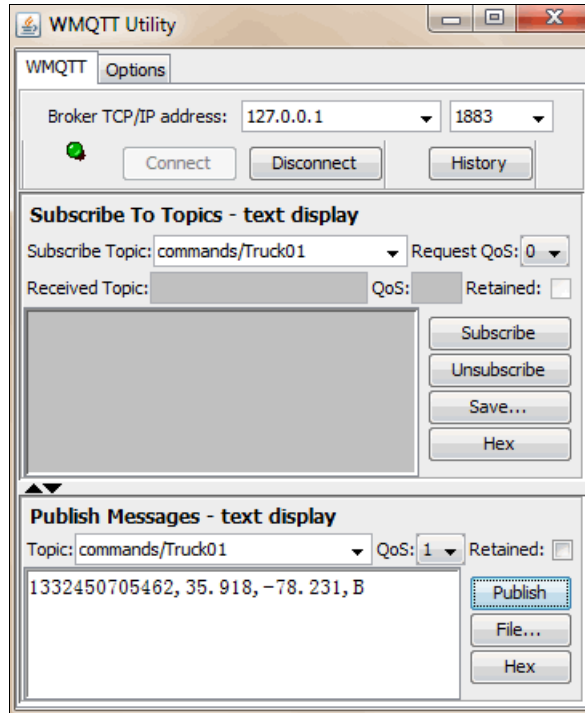 WMQTT Utility
WMQTT Options
Broker TCP/IP address: 127.0.0.1 1883
Connect Disconnect History
Subscribe To Topics - text display
Subscribe Topic: commands/Truck01 Request QoS: 0
Received Topic: QoS: Retained:
Subscribe
Unsubscribe
Save...
Hex
Publish Messages - text display
Topic: commands/Truck01 QoS: 1 Retained:
1332450705462,35.918,-78.231,B
Publish
File...
Hex